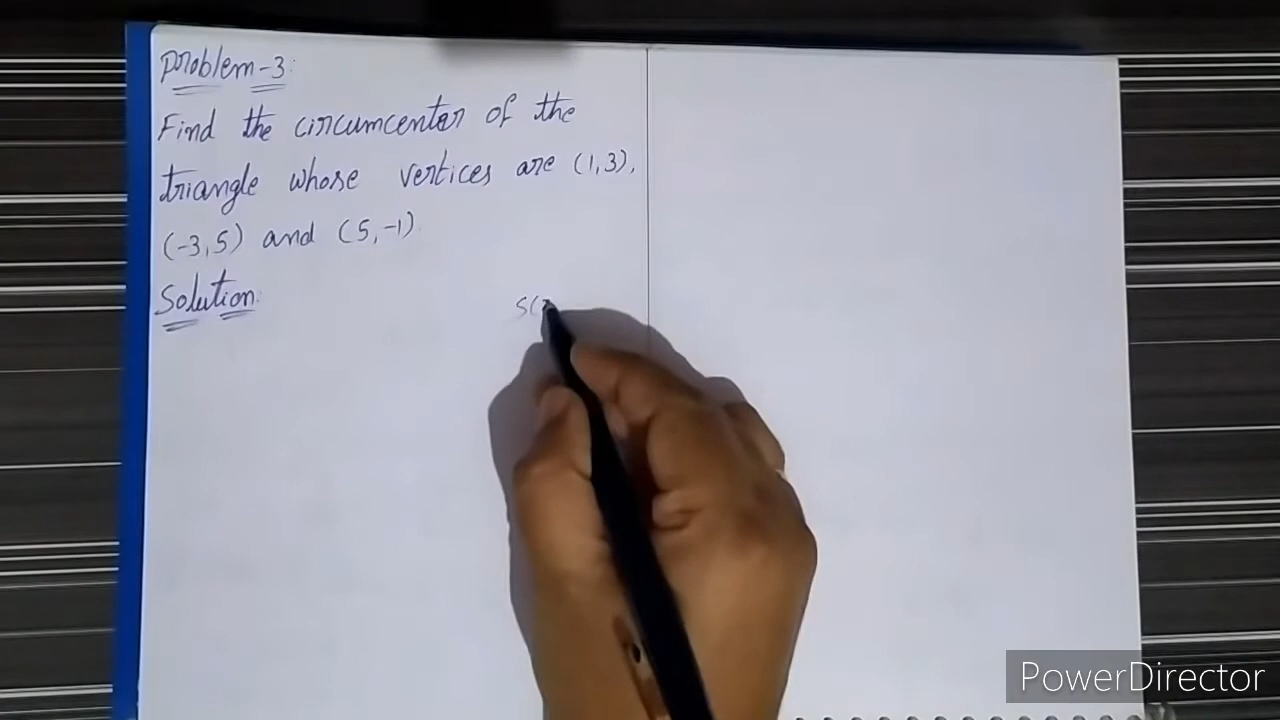 Problem-3:
Find the circumcenter of the
triangle whose vertices are (1,3),
(-3,5) and (5,-1).
Solution:
S(
PowerDirector